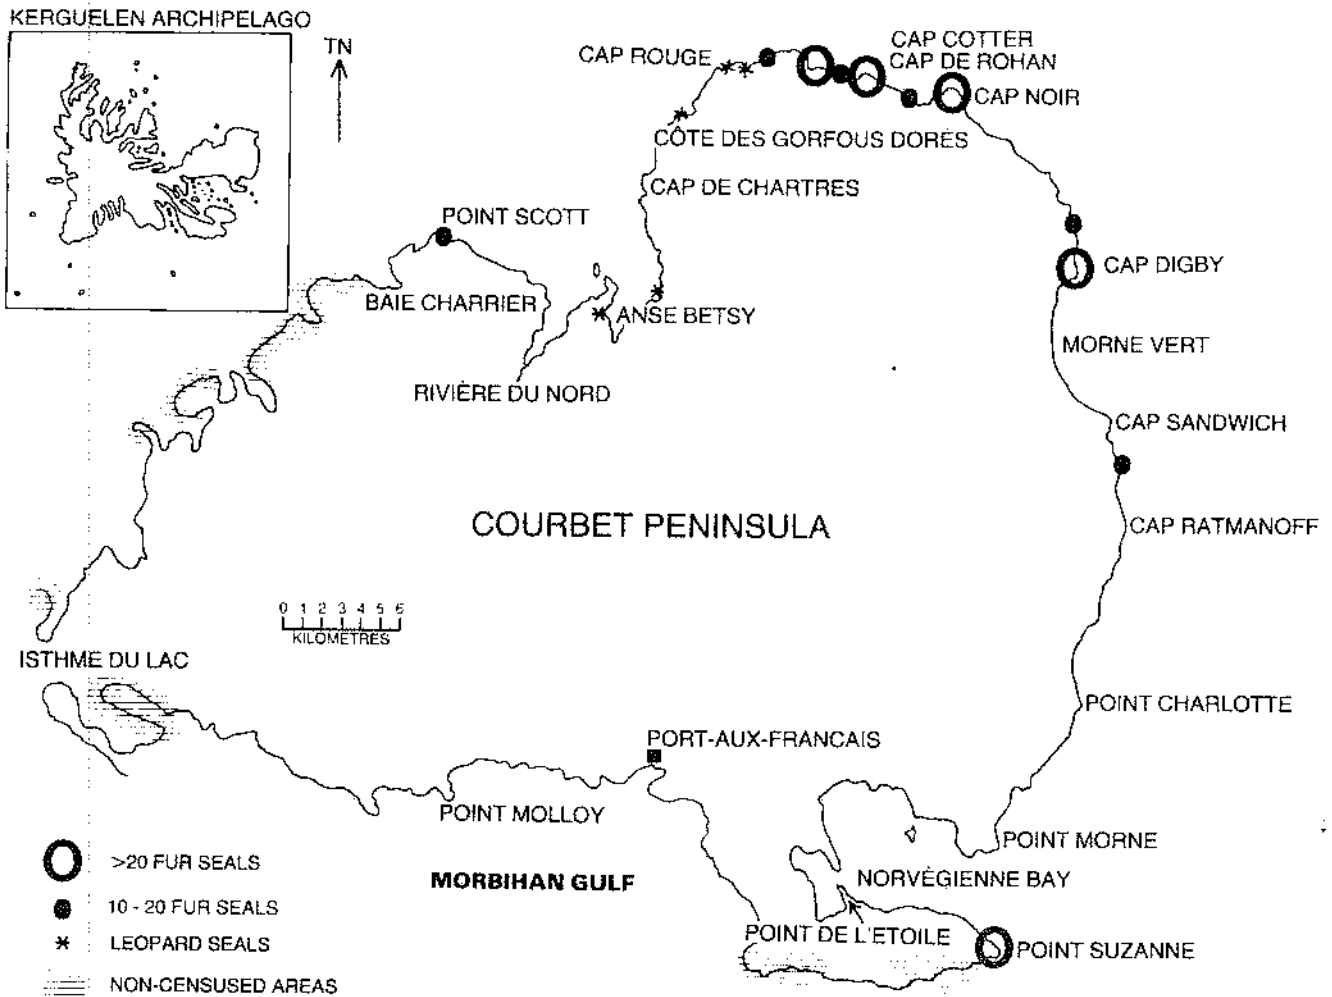 KERGUELEN ARCHIPELAGO
TN
CAP ROUGE
CAP COTTER
CAP DE ROHAN
CAP NOIR
CÔTE DES GORFOUS DORÉS
CAP DE CHARTRES
POINT SCOTT
CAP DIGBY
BAIE CHARRIER
ANSE BETSY
MORNE VERT
RIVIÈRE DU NORD
CAP SANDWICH
COURBET PENINSULA
CAP RATMANOFF
0 1 2 3 4 5 6
KILOMETRES
ISTHME DU LAC
POINT CHARLOTTE
PORT-AUX-FRANCAIS
POINT MOLLOY
POINT MORNE
>20 FUR SEALS
MORBIHAN GULF
NORVÉGIENNE BAY
10 - 20 FUR SEALS
POINT DE L'ETOILE
LEOPARD SEALS
POINT SUZANNE
NON-CENSUSED AREAS